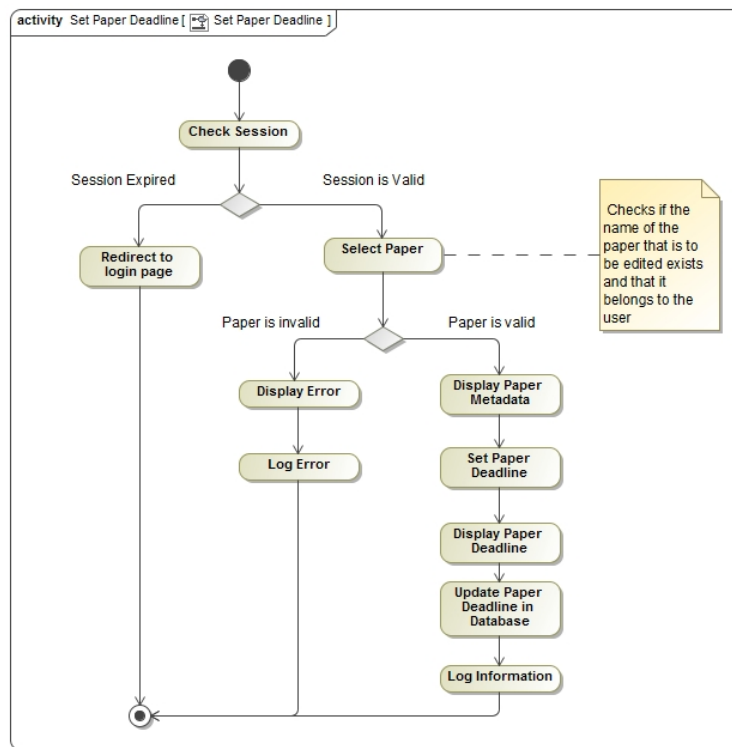 activity Set Paper Deadline [ Set Paper Deadline ]
Check Session
Session Expired
Session is Valid
Redirect to
login page
Select Paper
Checks if the
name of the
paper that is to
be edited exists
and that it
belongs to the
user
Paper is invalid
Paper is valid
Display Error
Display Paper
Metadata
Log Error
Set Paper
Deadline
Display Paper
Deadline
Update Paper
Deadline in
Database
Log Information